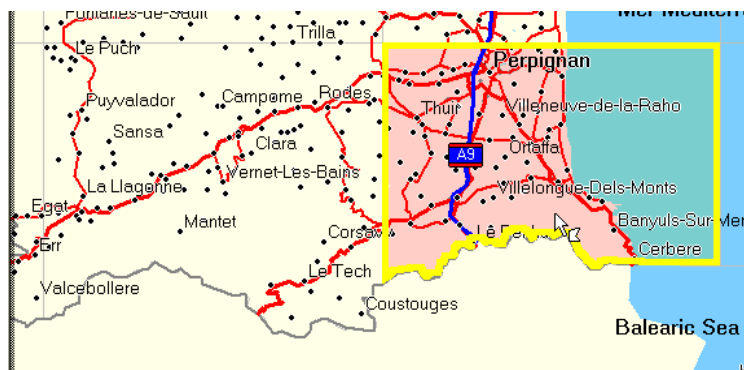 Fontanes-de-Sault
Mer Mediterr
Trilla
Le Puch
Perpignan
Puyvalador
Campome
Rodes
Thuir
Villeneuve-de-la-Raho
Sansa
Clara
Ortaffa
A9
Vernet-Les-Bains
La Llagonne
Villelongue-Dels-Monts
Egat
Mantet
Corsavy
Banyuls-Sur-Mer
Err
Cerbere
Le Tech
Valcebollere
Coustouges
Balearic Sea